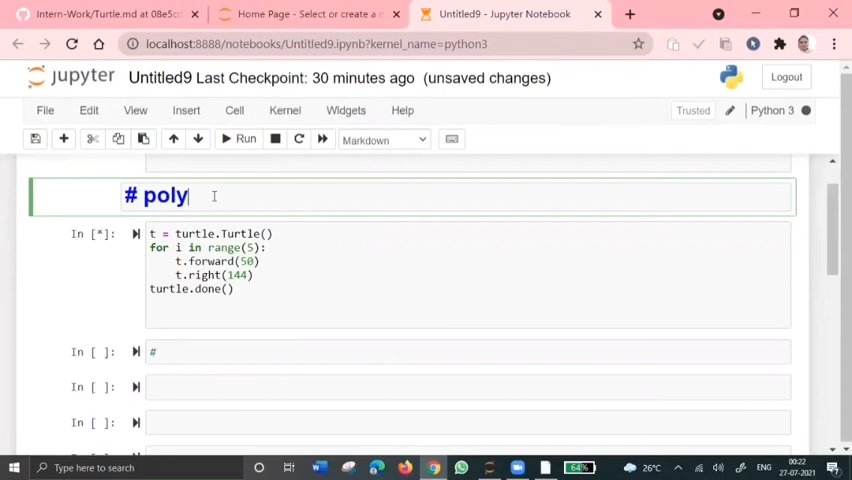 Intern-Work/Turtle.md at 08e5cc
Home Page - Select or create a n
Untitled9 - Jupyter Notebook
localhost:8888/notebooks/Untitled9.ipynb?kernel_name=python3
jupyter Untitled9 Last Checkpoint: 30 minutes ago (unsaved changes)
Logout
File Edit View Insert Cell Kernel Widgets Help
Trusted Python 3
Run Markdown
# poly
In [*]: t = turtle.Turtle()
for i in range(5):
t.forward(50)
t.right(144)
turtle.done()
In [ ]: #
In [ ]:
In [ ]:
Type here to search
64%
26°C
ENG
00:22
27-07-2021